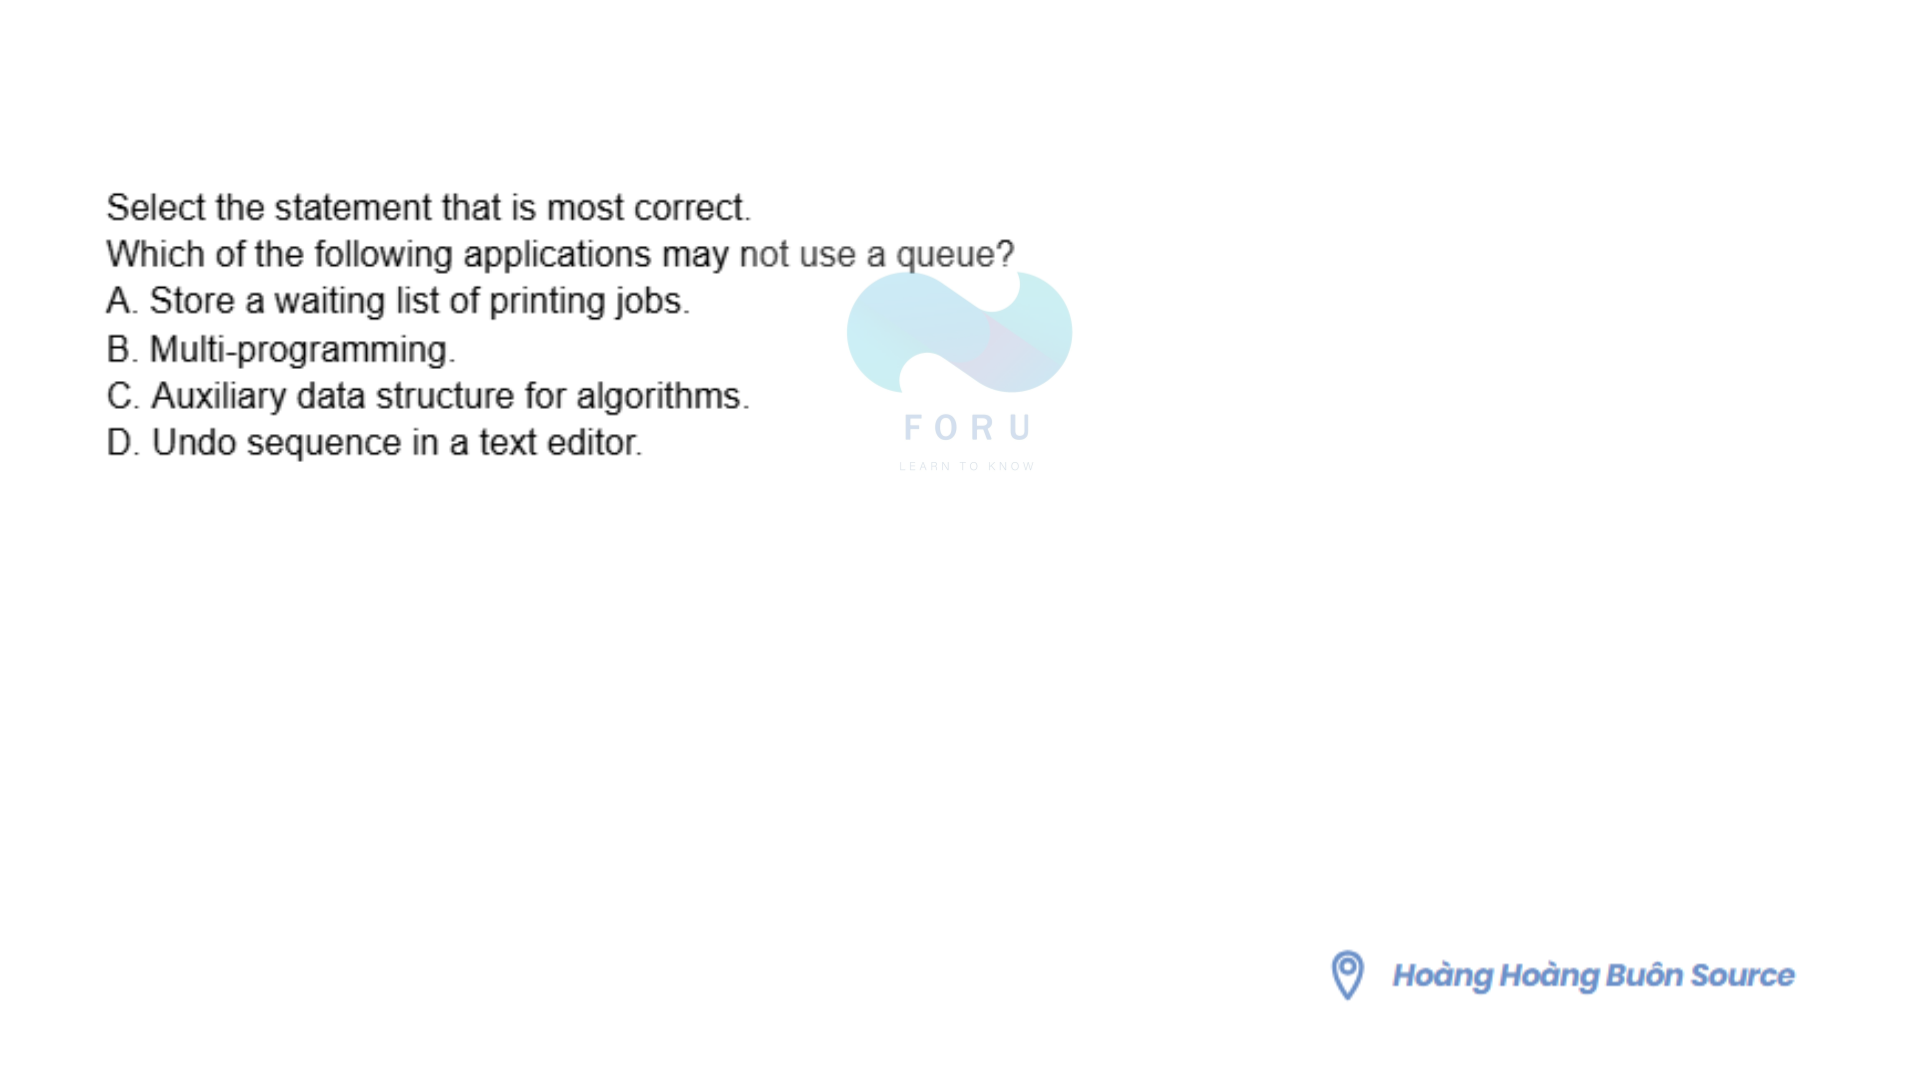 Select the statement that is most correct.
Which of the following applications may not use a queue?
A. Store a waiting list of printing jobs.
B. Multi-programming.
C. Auxiliary data structure for algorithms.
D. Undo sequence in a text editor.
FORU
LEARN TO KNOW
Hoàng Hoàng Buôn Source